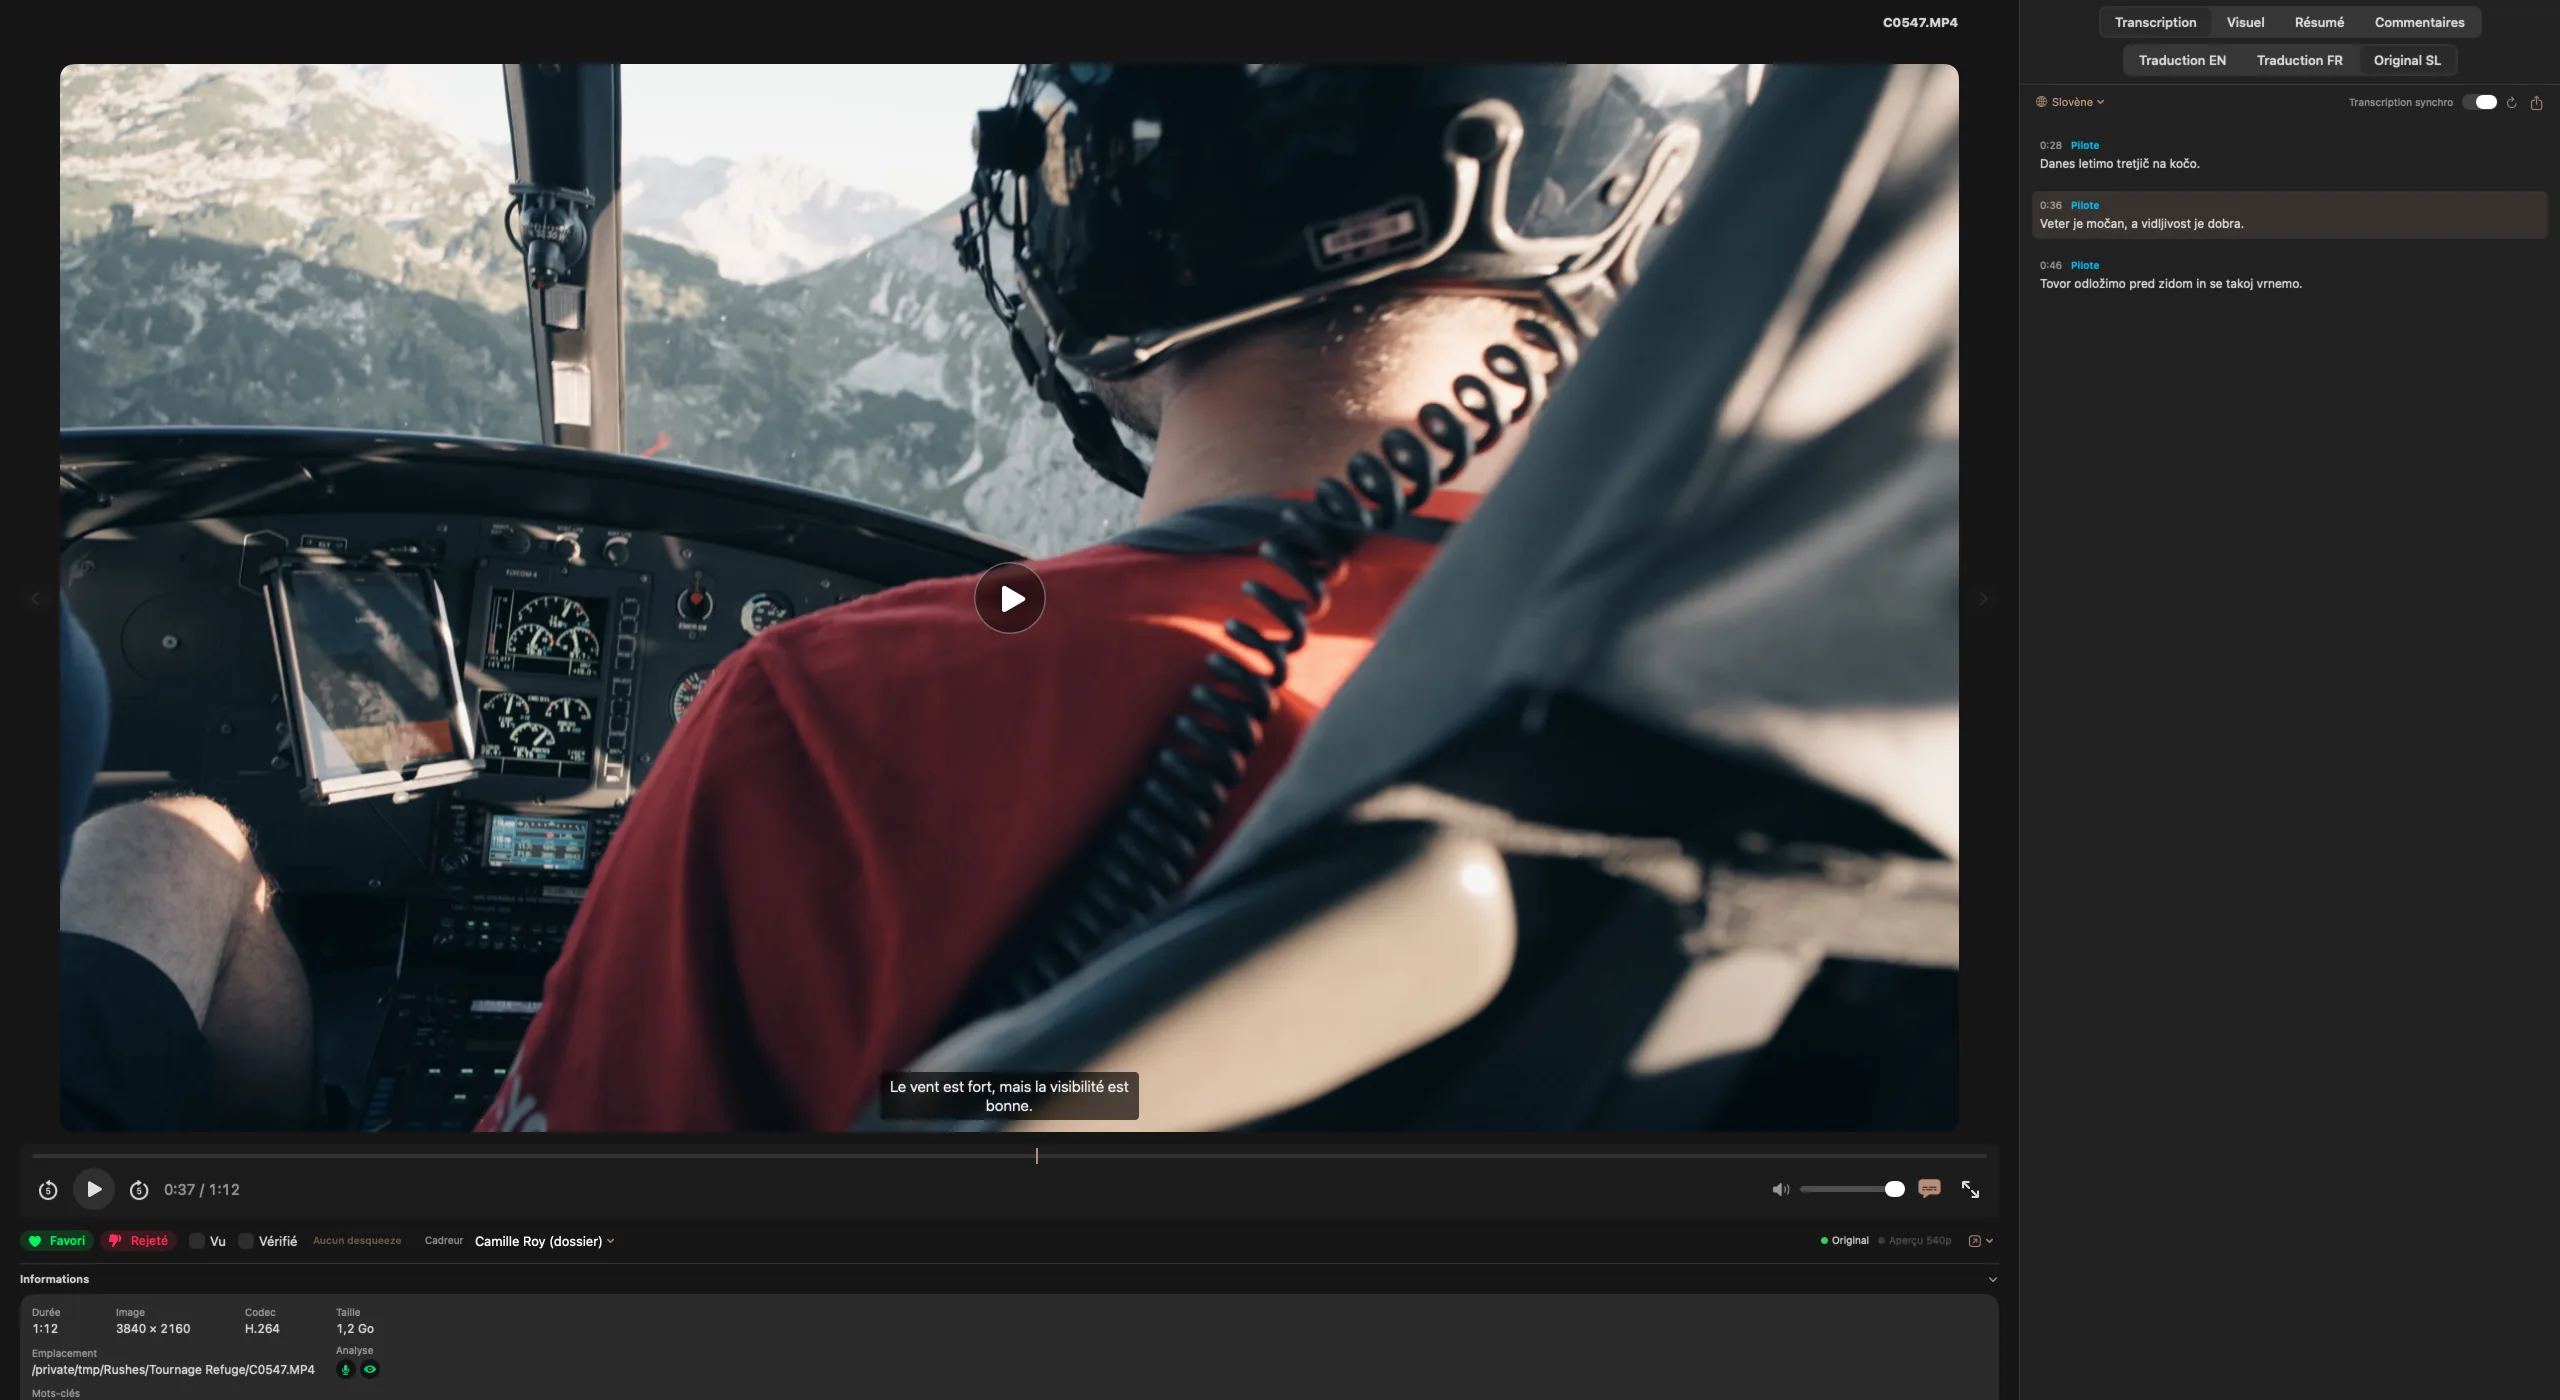 C0547.MP4
Transcription Visuel Résumé Commentaires
Traduction EN Traduction FR Original SL
Slovène
Transcription synchro
0:28 Pilote
Danes letimo tretjič na kočo.
0:36 Pilote
Veter je močan, a vidljivost je dobra.
0:46 Pilote
Tovor odložimo pred zidom in se takoj vrnemo.
Le vent est fort, mais la visibilité est
bonne.
5
5
0:37 / 1:12
Favori Rejeté Vu Vérifié Aucun desqueeze Cadreur Camille Roy (dossier)
Original Aperçu 540p
Informations
Durée Image Codec Taille
1:12 3840 × 2160 H.264 1,2 Go
Emplacement Analyse
/private/tmp/Rushes/Tournage Refuge/C0547.MP4
Mots-clés